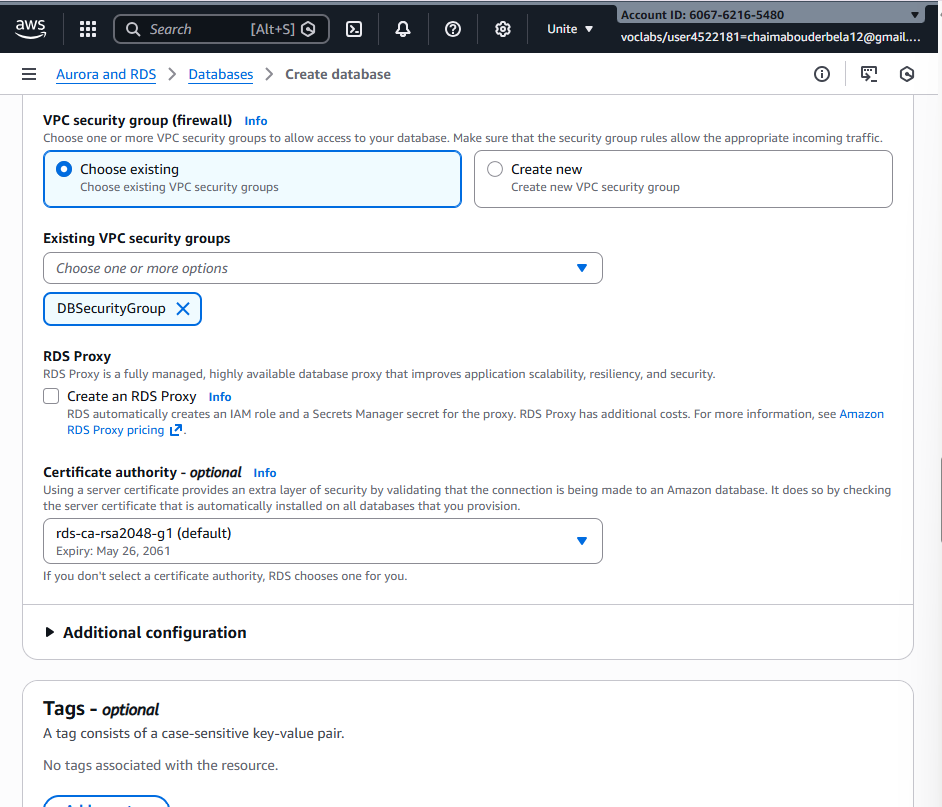 aws
Search [Alt+S]
Unite
Account ID: 6067-6216-5480
voclabs/user4522181=chaimabouderbela12@gmail....
Aurora and RDS > Databases > Create database
VPC security group (firewall) Info
Choose one or more VPC security groups to allow access to your database. Make sure that the security group rules allow the appropriate incoming traffic.
Choose existing
Choose existing VPC security groups
Create new
Create new VPC security group
Existing VPC security groups
Choose one or more options
DBSecurityGroup
RDS Proxy
RDS Proxy is a fully managed, highly available database proxy that improves application scalability, resiliency, and security.
Create an RDS Proxy Info
RDS automatically creates an IAM role and a Secrets Manager secret for the proxy. RDS Proxy has additional costs. For more information, see Amazon
RDS Proxy pricing .
Certificate authority - optional Info
Using a server certificate provides an extra layer of security by validating that the connection is being made to an Amazon database. It does so by checking
the server certificate that is automatically installed on all databases that you provision.
rds-ca-rsa2048-g1 (default)
Expiry: May 26, 2061
If you don't select a certificate authority, RDS chooses one for you.
Additional configuration
Tags - optional
A tag consists of a case-sensitive key-value pair.
No tags associated with the resource.